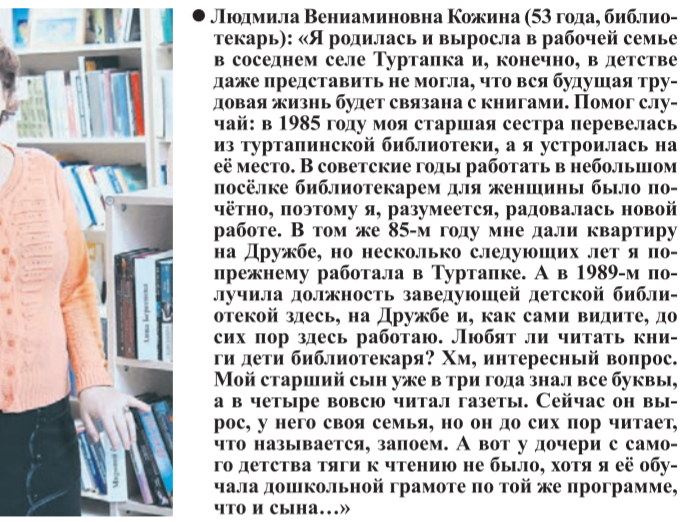 ● Людмила Вениаминовна Кожина (53 года, библио-
текарь): «Я родилась и выросла в рабочей семье
в соседнем селе Туртапка и, конечно, в детстве
даже представить не могла, что вся будущая тру-
довая жизнь будет связана с книгами. Помог слу-
чай: в 1985 году моя старшая сестра перевелась
из туртапинской библиотеки, а я устроилась на
её место. В советские годы работать в небольшом
посёлке библиотекарем для женщины было по-
чётно, поэтому я, разумеется, радовалась новой
работе. В том же 85-м году мне дали квартиру
на Дружбе, но несколько следующих лет я по-
прежнему работала в Туртапке. А в 1989-м по-
лучила должность заведующей детской библи-
отекой здесь, на Дружбе и, как сами видите, до
сих пор здесь работаю. Любят ли читать кни-
ги дети библиотекаря? Хм, интересный вопрос.
Мой старший сын уже в три года знал все буквы,
а в четыре вовсю читал газеты. Сейчас он вы-
рос, у него своя семья, но он до сих пор читает,
что называется, запоем. А вот у дочери с само-
го детства тяги к чтению не было, хотя я её обу-
чала дошкольной грамоте по той же программе,
что и сына…»